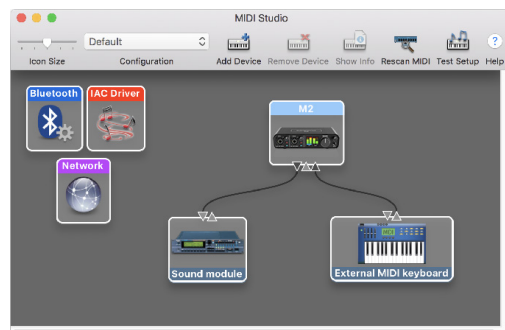 MIDI Studio
Default
Icon Size
Configuration
Add Device
Remove Device
Show Info
Rescan MIDI
Test Setup
Help
Bluetooth
IAC Driver
M2
Network
Sound module
External MIDI keyboard